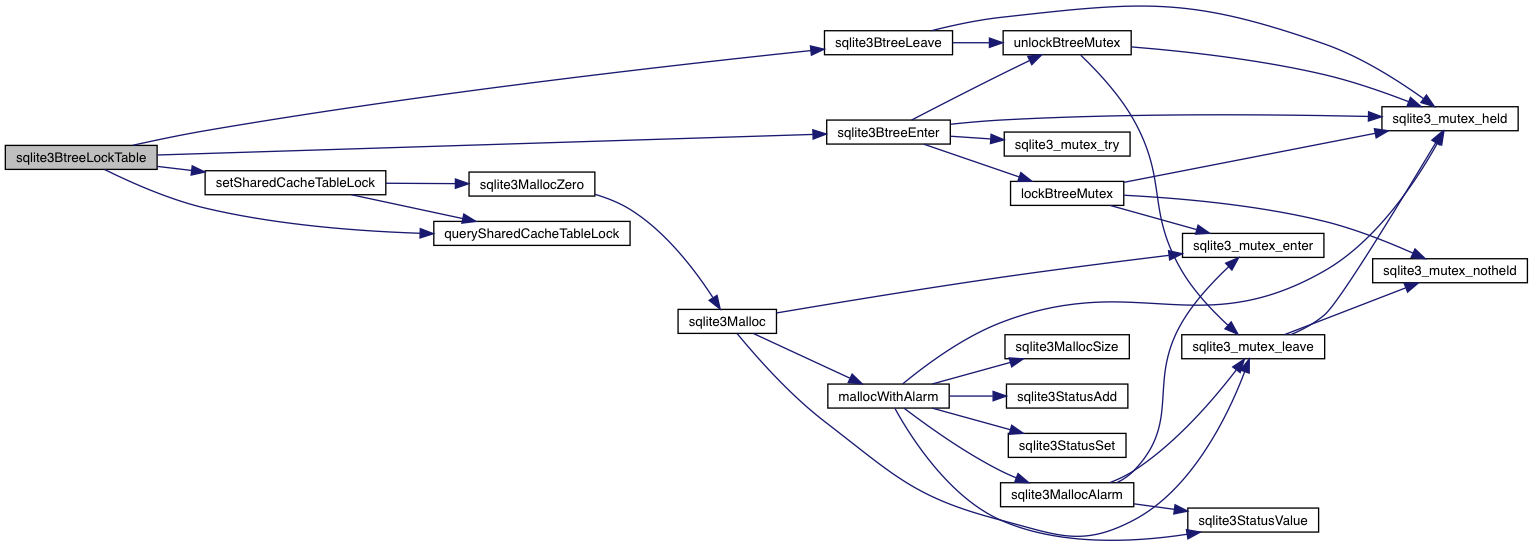 sqlite3BtreeLeave
unlockBtreeMutex
sqlite3_mutex_held
sqlite3BtreeEnter
sqlite3_mutex_try
sqlite3BtreeLockTable
setSharedCacheTableLock
sqlite3MallocZero
lockBtreeMutex
querySharedCacheTableLock
sqlite3_mutex_enter
sqlite3_mutex_notheld
sqlite3Malloc
sqlite3MallocSize
sqlite3_mutex_leave
mallocWithAlarm
sqlite3StatusAdd
sqlite3StatusSet
sqlite3MallocAlarm
sqlite3StatusValue